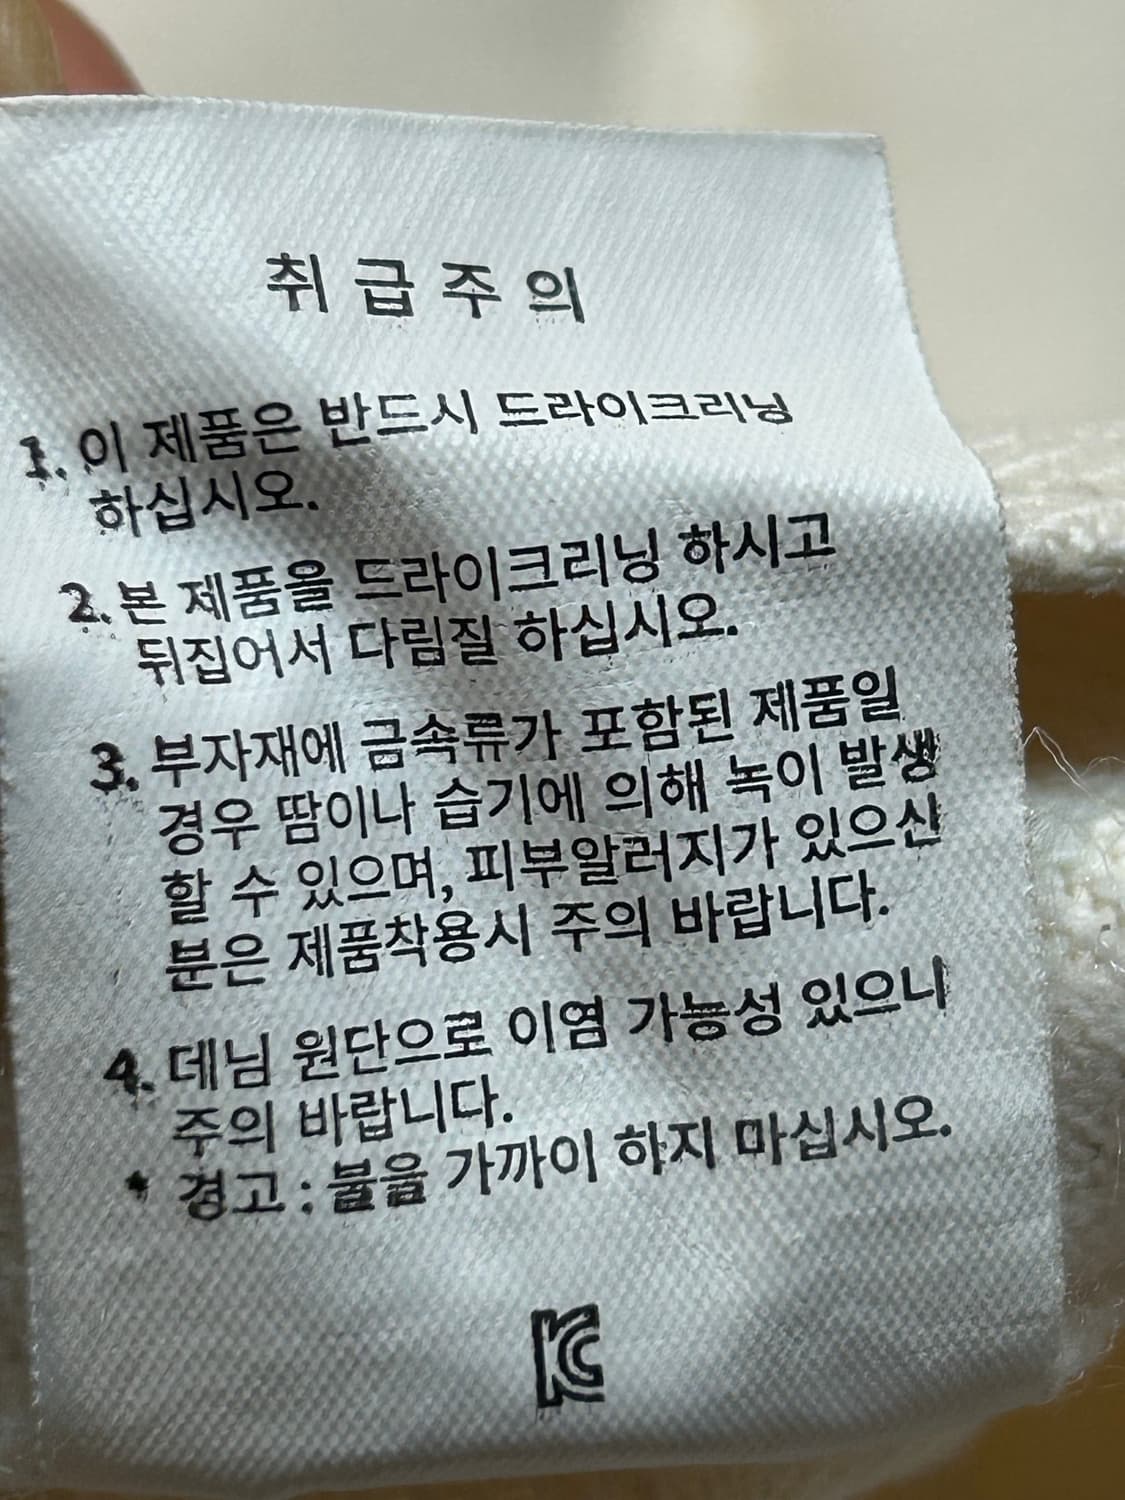 취급주의
1. 이 제품은 반드시 드라이크리닝
하십시오.
2. 본 제품을 드라이크리닝 하시고
뒤집어서 다림질 하십시오.
3. 부자재에 금속류가 포함된 제품일
경우 땀이나 습기에 의해 녹이 발생
할 수 있으며, 피부알러지가 있으신
분은 제품착용시 주의 바랍니다.
4. 데님 원단으로 이염 가능성 있으니
주의 바랍니다.
* 경고 : 불을 가까이 하지 마십시오.
KC